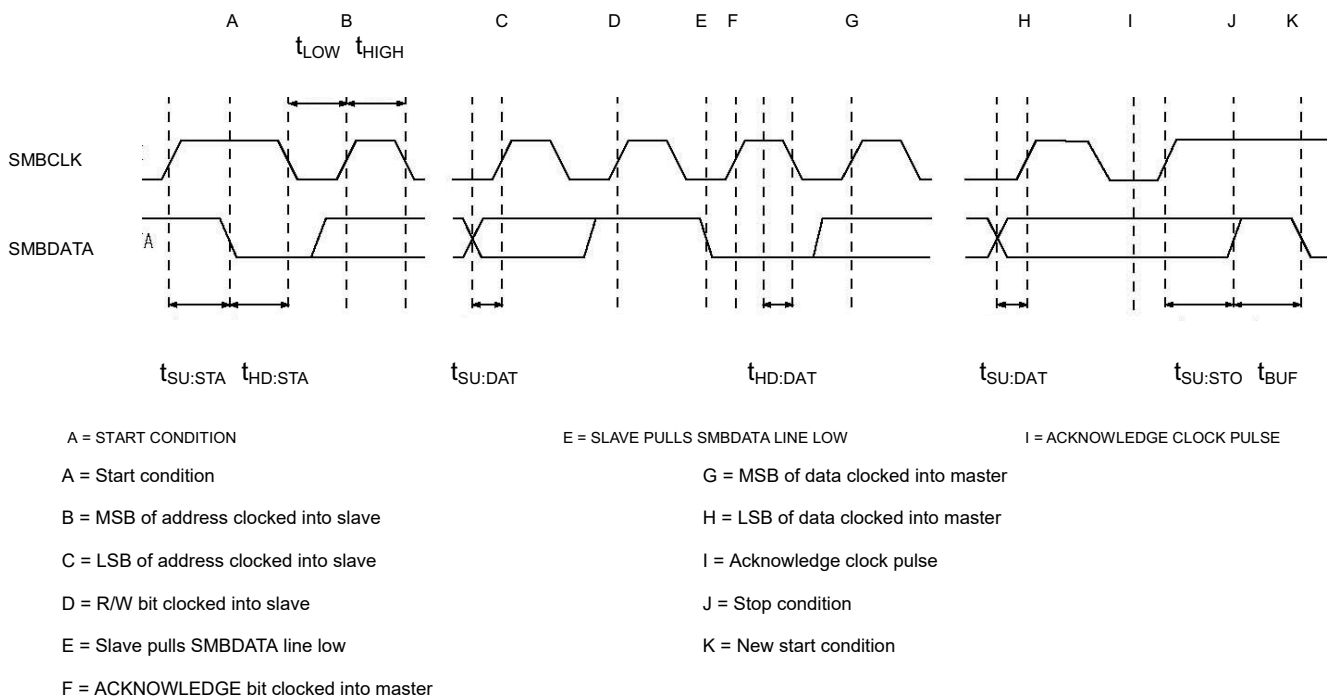 A B C D E F G H I J K
tLOW tHIGH
SMBCLK
SMBDATA
A
tSU:STA tHD:STA tSU:DAT tHD:DAT tSU:DAT tSU:STO tBUF
A = START CONDITION E = SLAVE PULLS SMBDATA LINE LOW I = ACKNOWLEDGE CLOCK PULSE
A = Start condition
B = MSB of address clocked into slave
C = LSB of address clocked into slave
D = R/W bit clocked into slave
E = Slave pulls SMBDATA line low
F = ACKNOWLEDGE bit clocked into master
G = MSB of data clocked into master
H = LSB of data clocked into master
I = Acknowledge clock pulse
J = Stop condition
K = New start condition